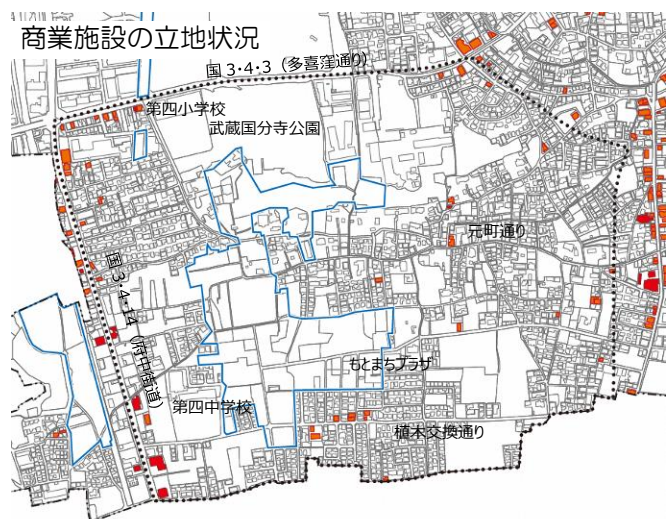 商業施設の立地状況
国3・4・3（多喜窪通り）
第四小学校
武蔵国分寺公園
元町通り
国3・4・14（府中街道）
もとまちプラザ
第四中学校
植木交換通り